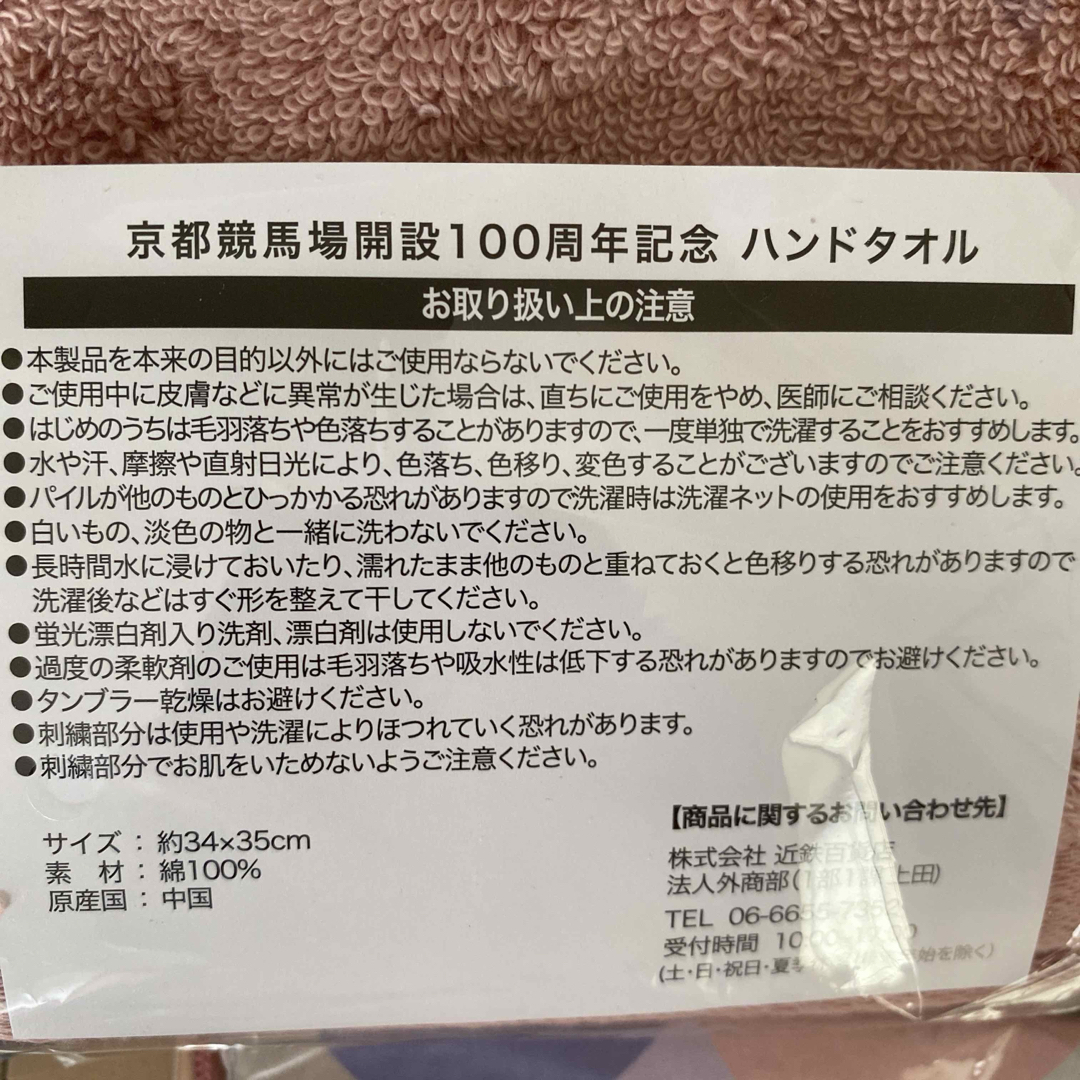 京都競馬場開設100周年記念 ハンドタオル
お取り扱い上の注意
●本製品を本来の目的以外にはご使用ならないでください。
●ご使用中に皮膚などに異常が生じた場合は、直ちにご使用をやめ、医師にご相談ください。
●はじめのうちは毛羽落ちや色落ちすることがありますので、一度単独で洗濯することをおすすめします。
●水や汗、摩擦や直射日光により、色落ち、色移り、変色することがございますのでご注意ください。
●パイルが他のものとひっかかる恐れがありますので洗濯時は洗濯ネットの使用をおすすめします。
●白いもの、淡色の物と一緒に洗わないでください。
●長時間水に浸けておいたり、濡れたまま他のものと重ねておくと色移りする恐れがありますので
洗濯後などはすぐ形を整えて干してください。
●蛍光漂白剤入り洗剤、漂白剤は使用しないでください。
●過度の柔軟剤のご使用は毛羽落ちや吸水性は低下する恐れがありますのでお避けください。
●タンブラー乾燥はお避けください。
●刺繍部分は使用や洗濯によりほつれていく恐れがあります。
●刺繍部分でお肌をいためないようご注意ください。
サイズ : 約34×35cm
素 材 : 綿100%
原産国 : 中国
【商品に関するお問い合わせ先】
株式会社 近鉄百貨店
法人外商部(1部1課 上田)
TEL 06-6655-
受付時間 10:00
(土・日・祝日・夏季 年始を除く)